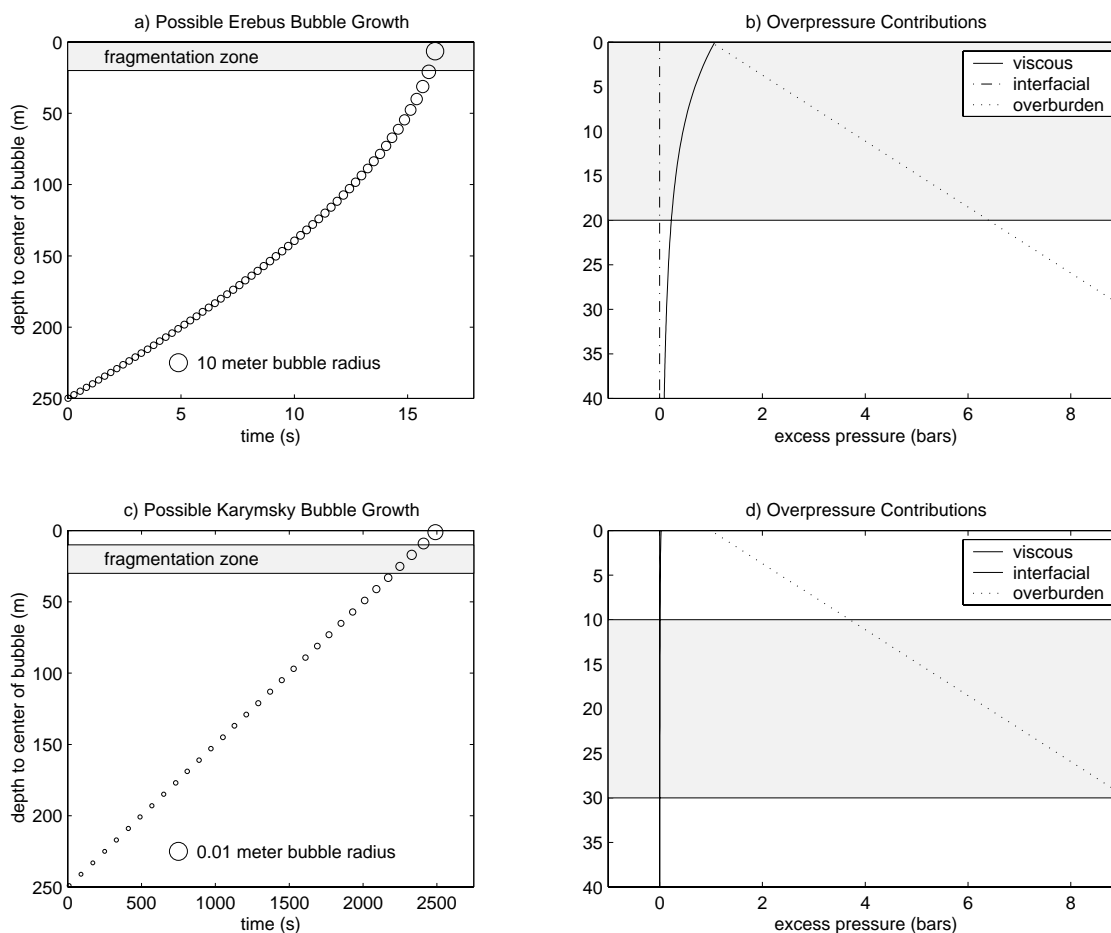 a) Possible Erebus Bubble Growth
0
50
100
150
200
250
depth to center of bubble (m)
fragmentation zone
10 meter bubble radius
0 5 10 15
time (s)
b) Overpressure Contributions
0
5
10
15
20
25
30
35
40
viscous
interfacial
overburden
0 2 4 6 8
excess pressure (bars)
c) Possible Karymsky Bubble Growth
0
50
100
150
200
250
depth to center of bubble (m)
fragmentation zone
0.01 meter bubble radius
0 500 1000 1500 2000 2500
time (s)
d) Overpressure Contributions
0
5
10
15
20
25
30
35
40
viscous
interfacial
overburden
0 2 4 6 8
excess pressure (bars)